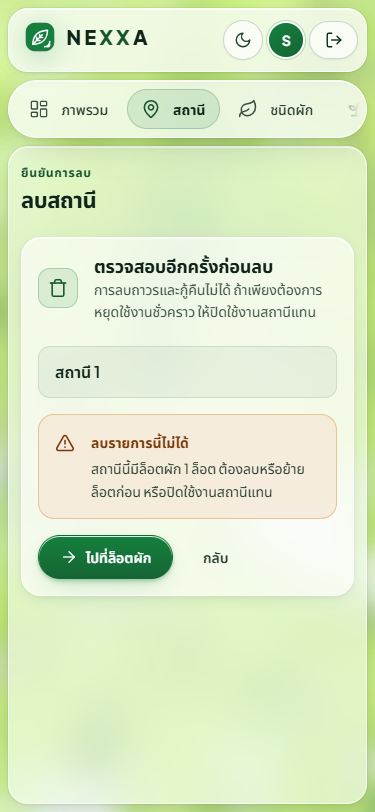 NEXXA
S
ภาพรวม
สถานี
ชนิดผัก
ยืนยันการลบ
ลบสถานี
ตรวจสอบอีกครั้งก่อนลบ
การลบถาวรและกู้คืนไม่ได้ ถ้าเพียงต้องการ
หยุดใช้งานชั่วคราว ให้ปิดใช้งานสถานีแทน
สถานี 1
ลบรายการนี้ไม่ได้
สถานีนี้มีล็อตผัก 1 ล็อต ต้องลบหรือย้าย
ล็อตก่อน หรือปิดใช้งานสถานีแทน
ไปที่ล็อตผัก
กลับ